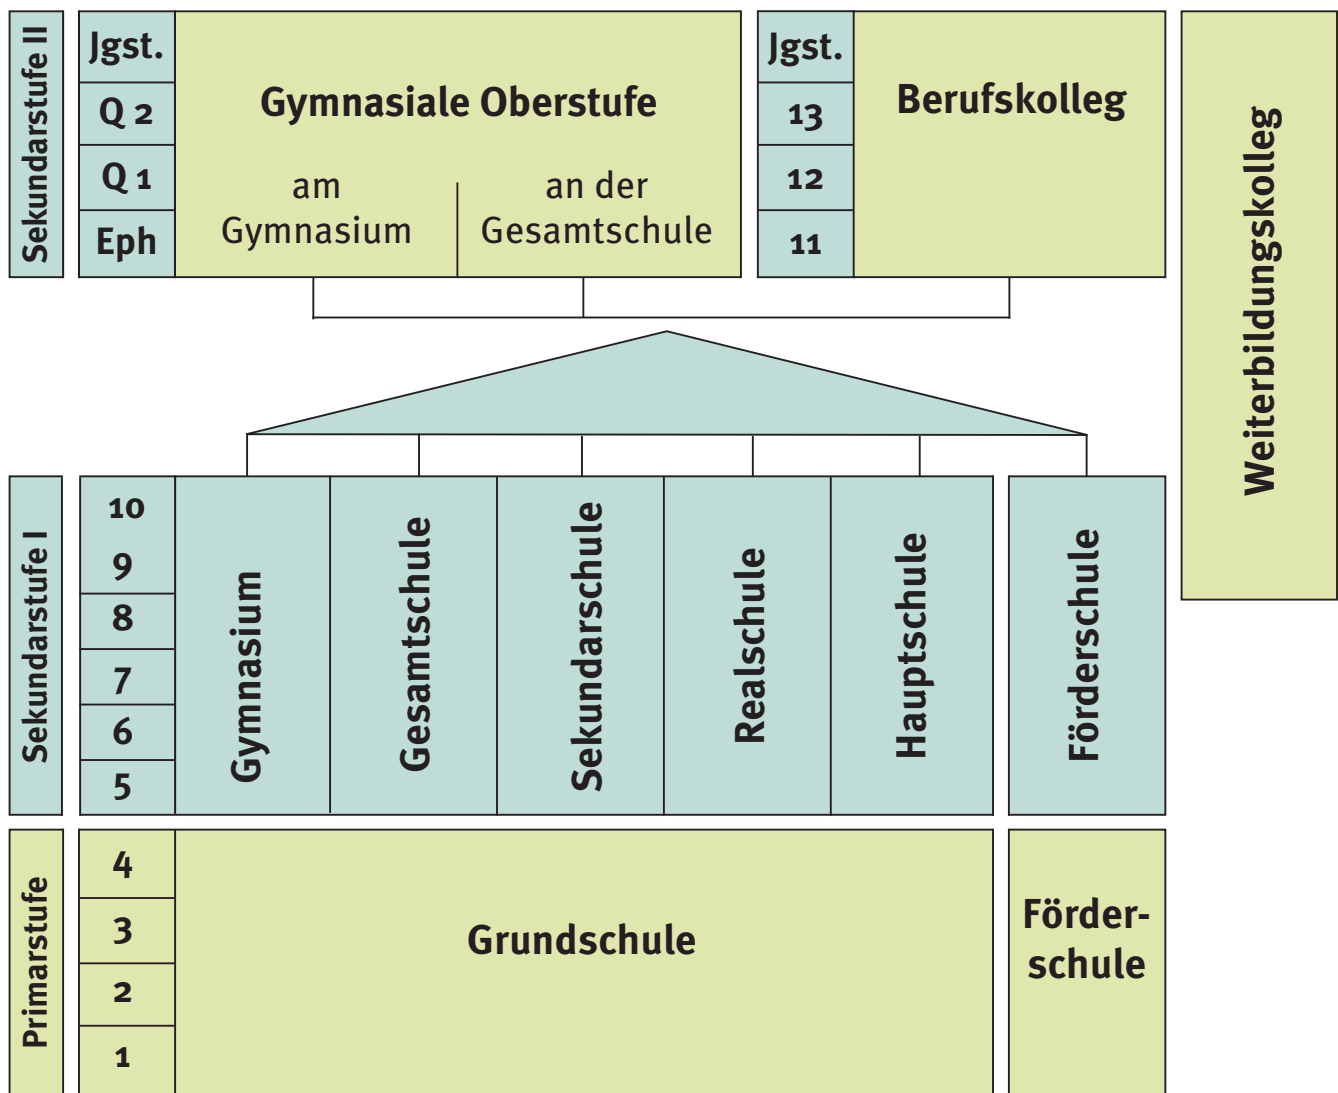 Sekundarstufe II
Jgst.
Q 2
Q 1
Eph
Gymnasiale Oberstufe
am
Gymnasium
an der
Gesamtschule
Jgst.
13
12
11
Berufskolleg
Weiterbildungskolleg
Sekundarstufe I
10
9
8
7
6
5
Gymnasium
Gesamtschule
Sekundarschule
Realschule
Hauptschule
Förderschule
Primarstufe
4
3
2
1
Grundschule
Förder-
schule